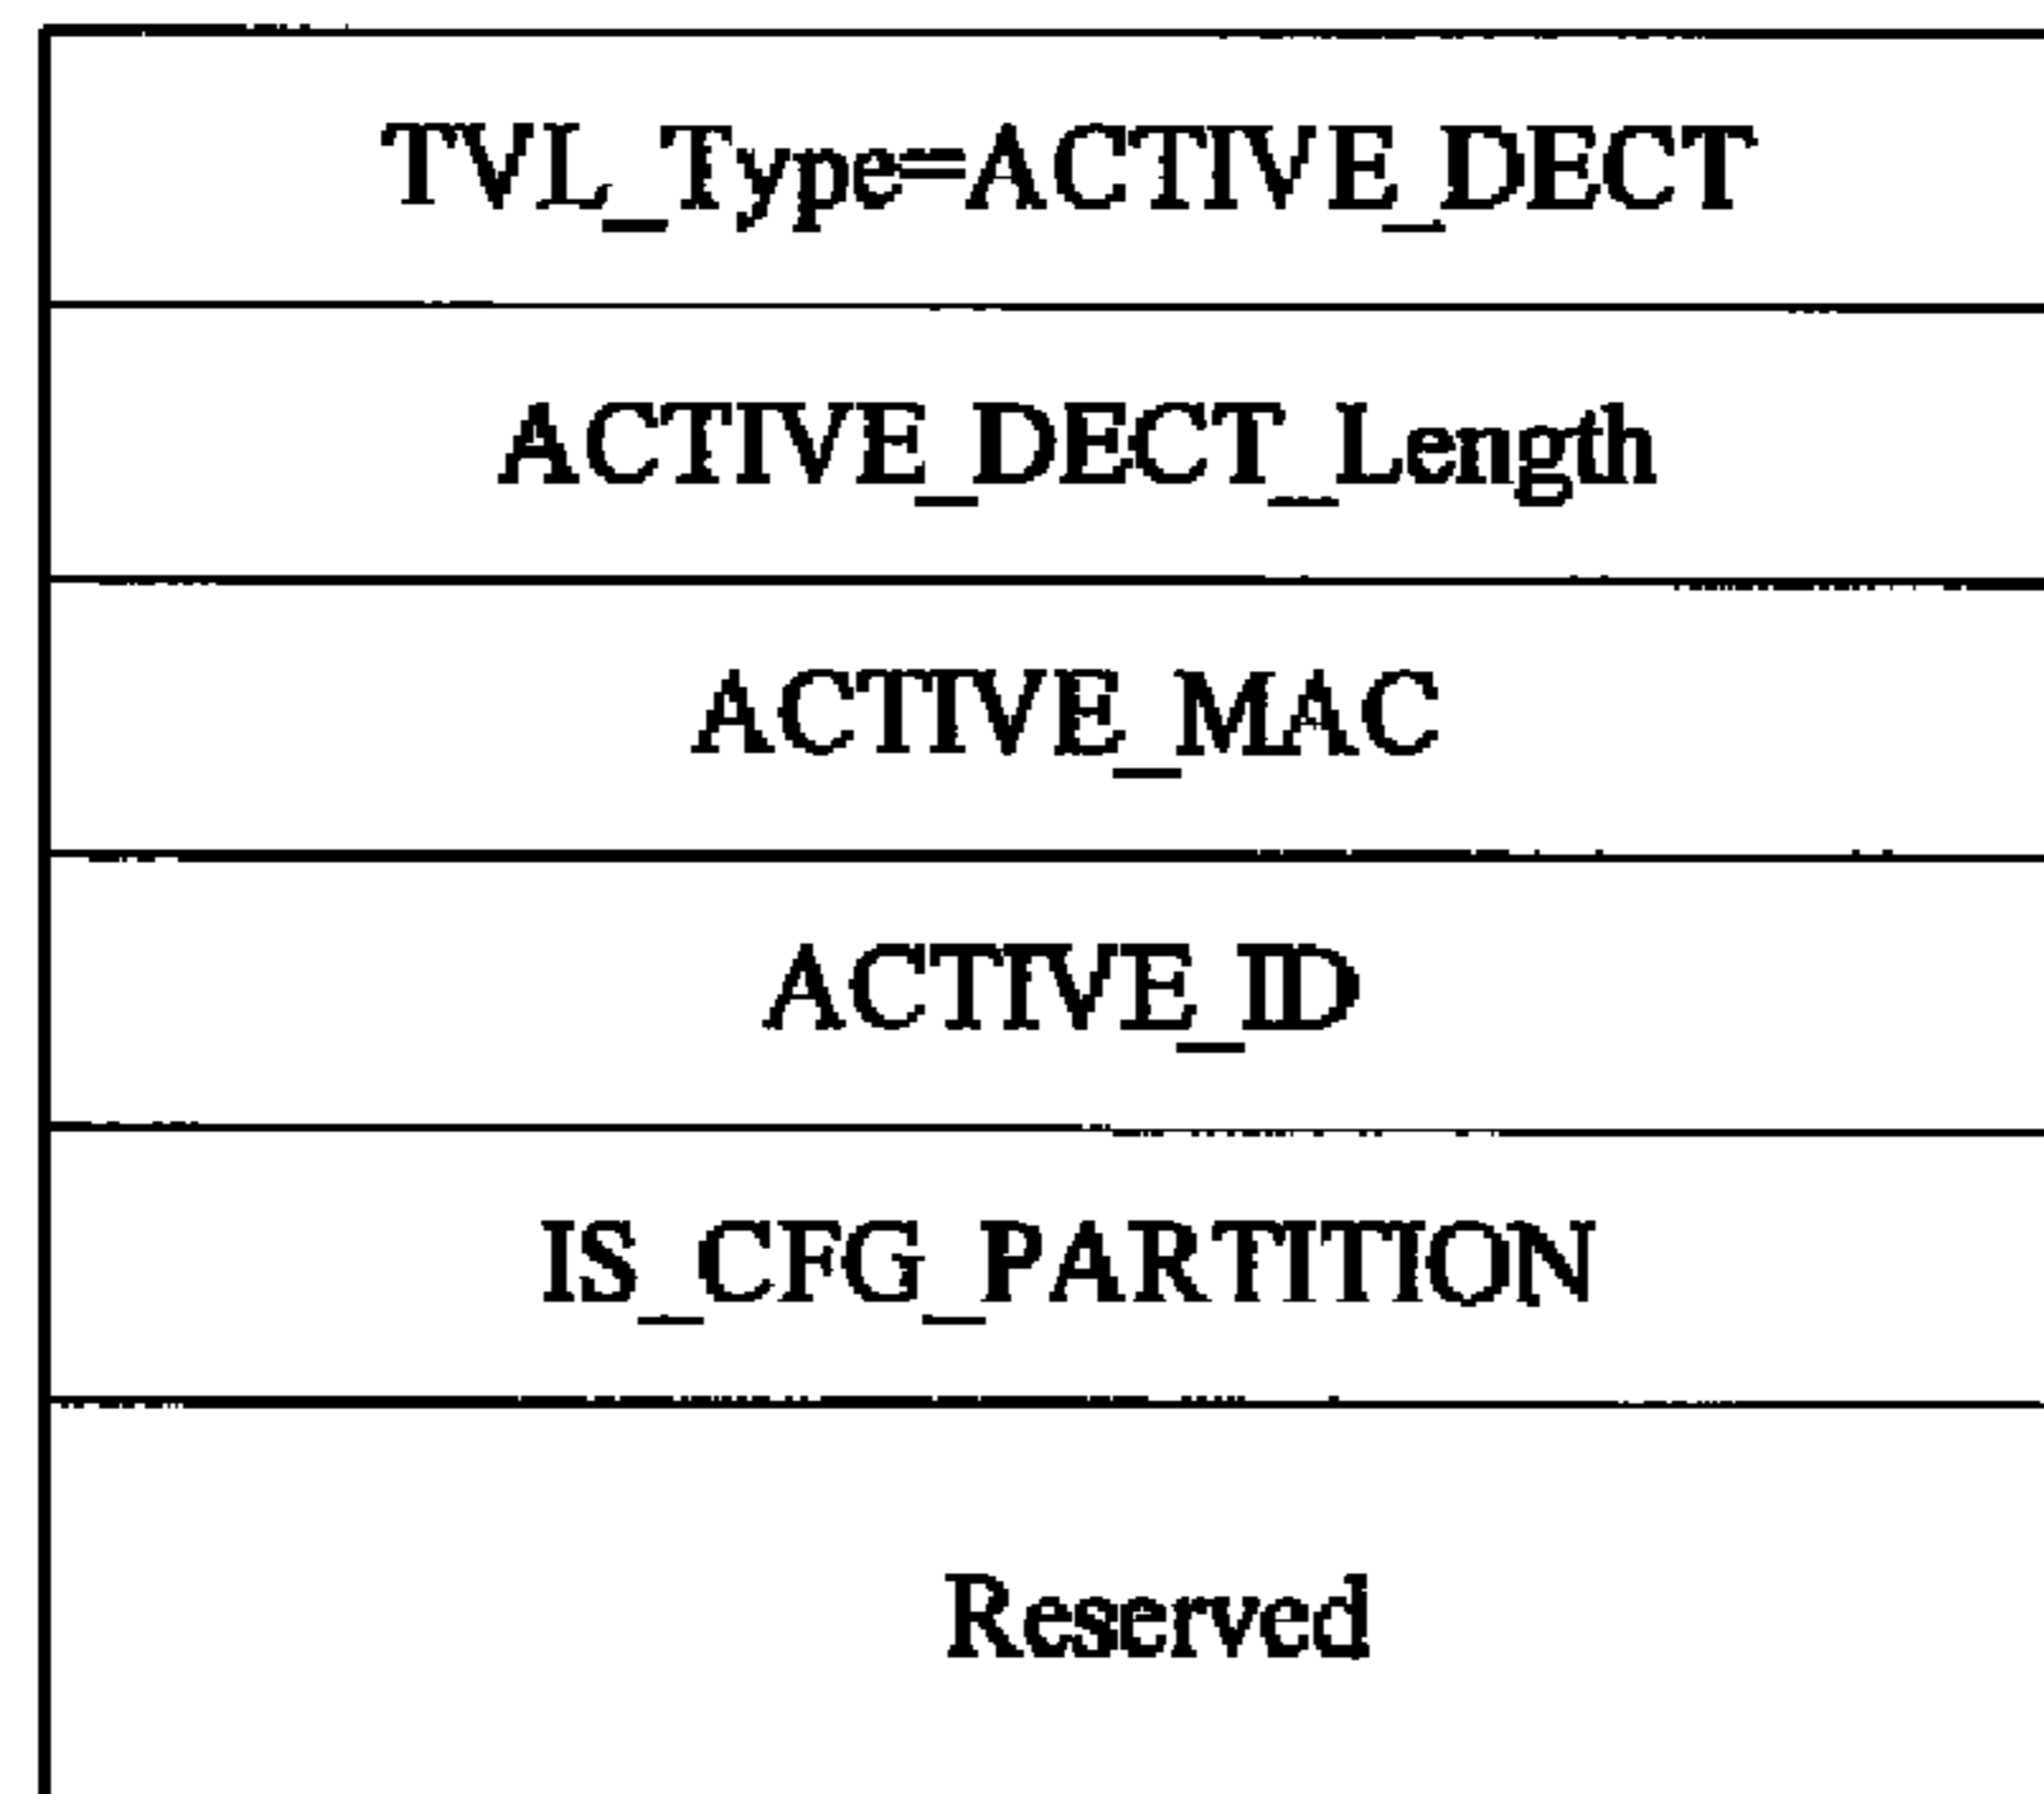 TVL_Type=ACTIVE_DECT
ACTIVE_DECT_Length
ACTIVE_MAC
ACTIVE_ID
IS_CFG_PARTITION
Reserved